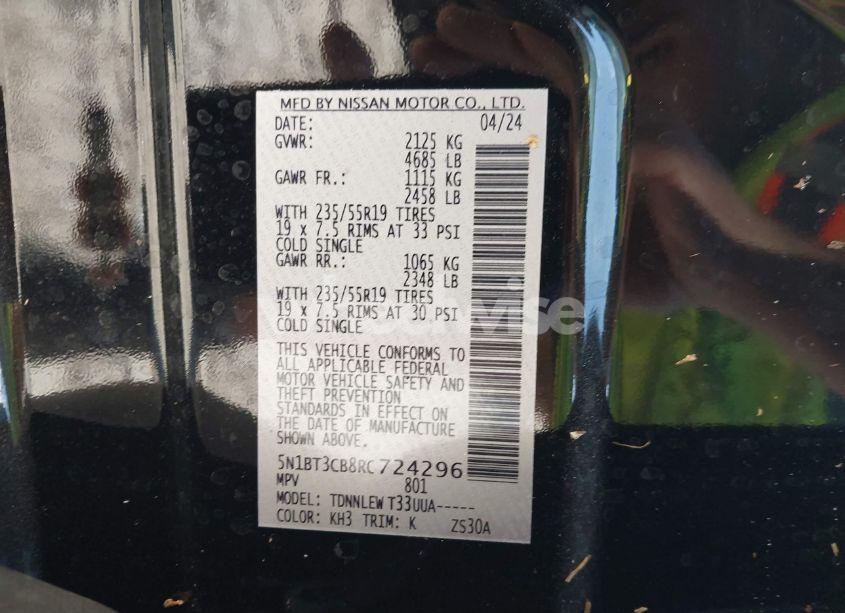 MFD BY NISSAN MOTOR CO., LTD.
DATE: 04/24
GVWR: 2125 KG
4685 LB
GAWR FR.: 1115 KG
2458 LB
WITH 235/55R19 TIRES
19 x 7.5 RIMS AT 33 PSI
COLD SINGLE
GAWR RR.: 1065 KG
2348 LB
WITH 235/55R19 TIRES
19 x 7.5 RIMS AT 30 PSI
COLD SINGLE
THIS VEHICLE CONFORMS TO
ALL APPLICABLE FEDERAL
MOTOR VEHICLE SAFETY AND
THEFT PREVENTION
STANDARDS IN EFFECT ON
THE DATE OF MANUFACTURE
SHOWN ABOVE.
5N1BT3CB8RC724296
MPV 801
MODEL: TDNNLEW T33UUA-----
COLOR: KH3 TRIM: K ZS30A